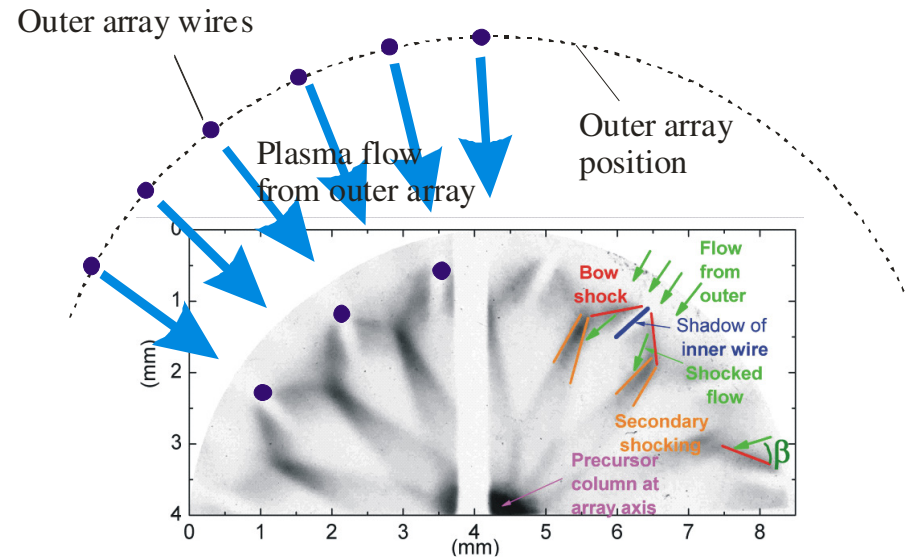 Outer array wires
Outer array
position
Plasma flow
from outer array
Flow
from
outer
Bow
shock
Shadow of
inner wire
Shocked
flow
Secondary
shocking
β
Precursor
column at
array axis
0
1
2
3
4
(mm)
0 1 2 3 4 5 6 7 8
(mm)